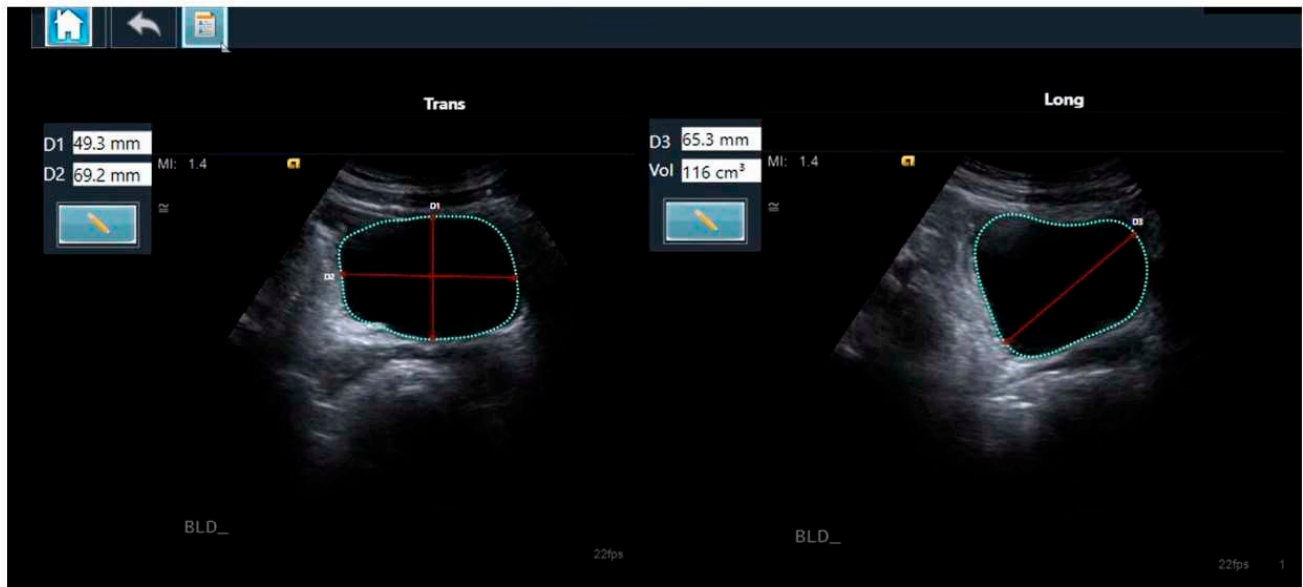 Trans
D1 49.3 mm
D2 69.2 mm
MI: 1.4
≅
D1
D2
BLD_
22fps
Long
D3 65.3 mm
Vol 116 cm³
MI: 1.4
≅
D3
BLD_
22fps 1